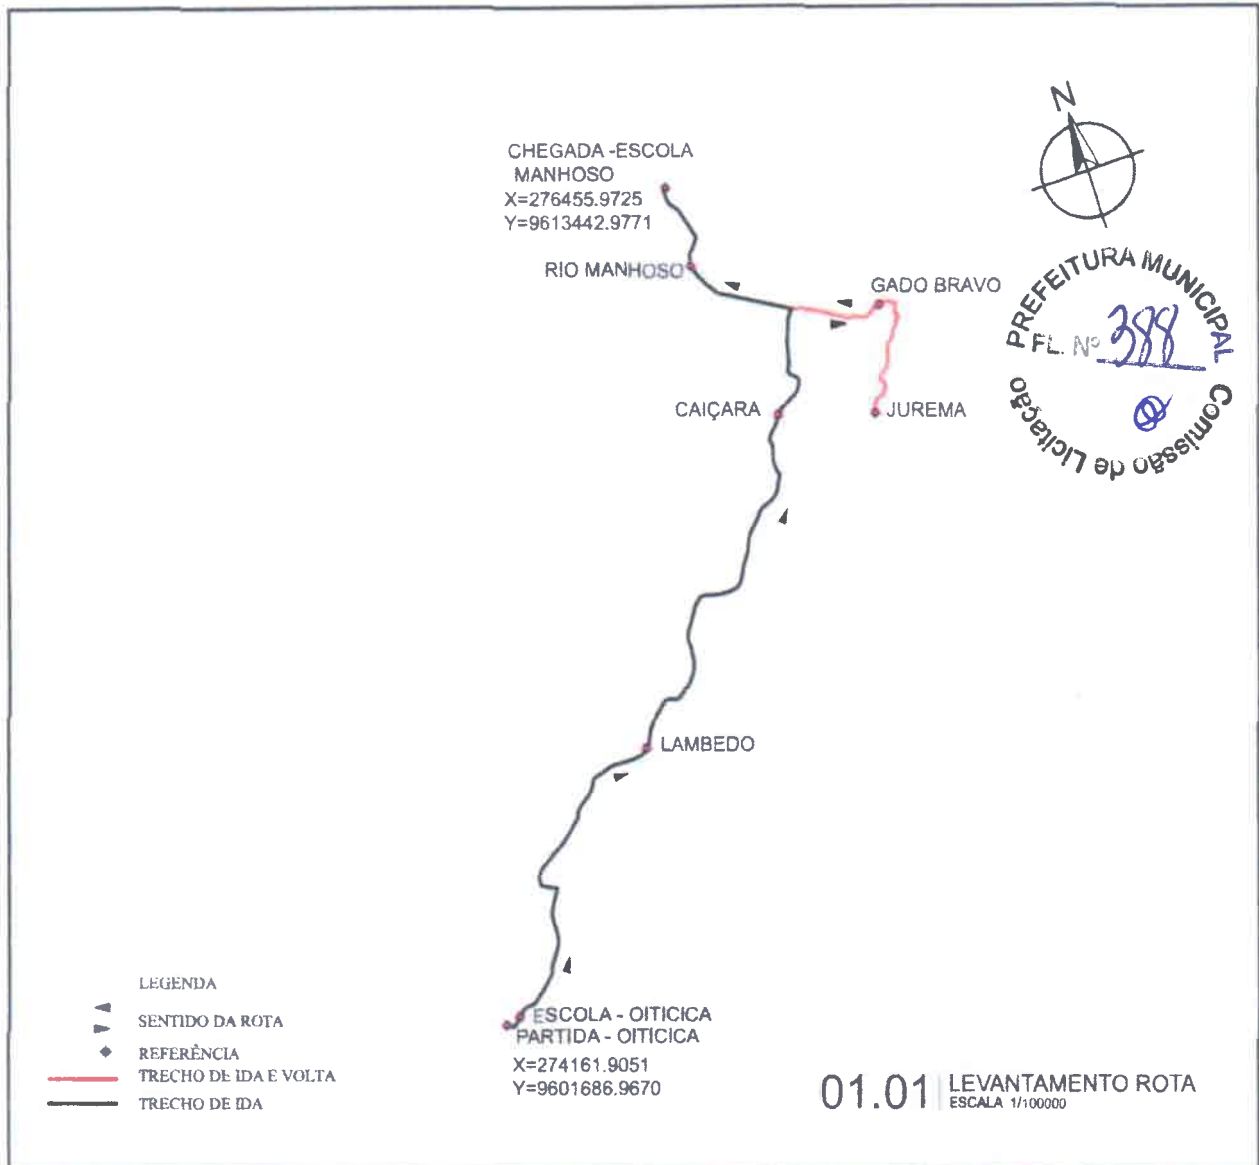 N
CHEGADA -ESCOLA
MANHOSO
X=276455.9725
Y=9613442.9771
RIO MANHOSO
GADO BRAVO
PREFEITURA MUNICIPAL
FL. Nº 388
Comissão de Licitação
CAIÇARA
JUREMA
LAMBEDO
ESCOLA - OITICICA
PARTIDA - OITICICA
X=274161.9051
Y=9601686.9670
LEGENDA
SENTIDO DA ROTA
REFERÊNCIA
TRECHO DE IDA E VOLTA
TRECHO DE IDA
01.01 LEVANTAMENTO ROTA
ESCALA 1/100000